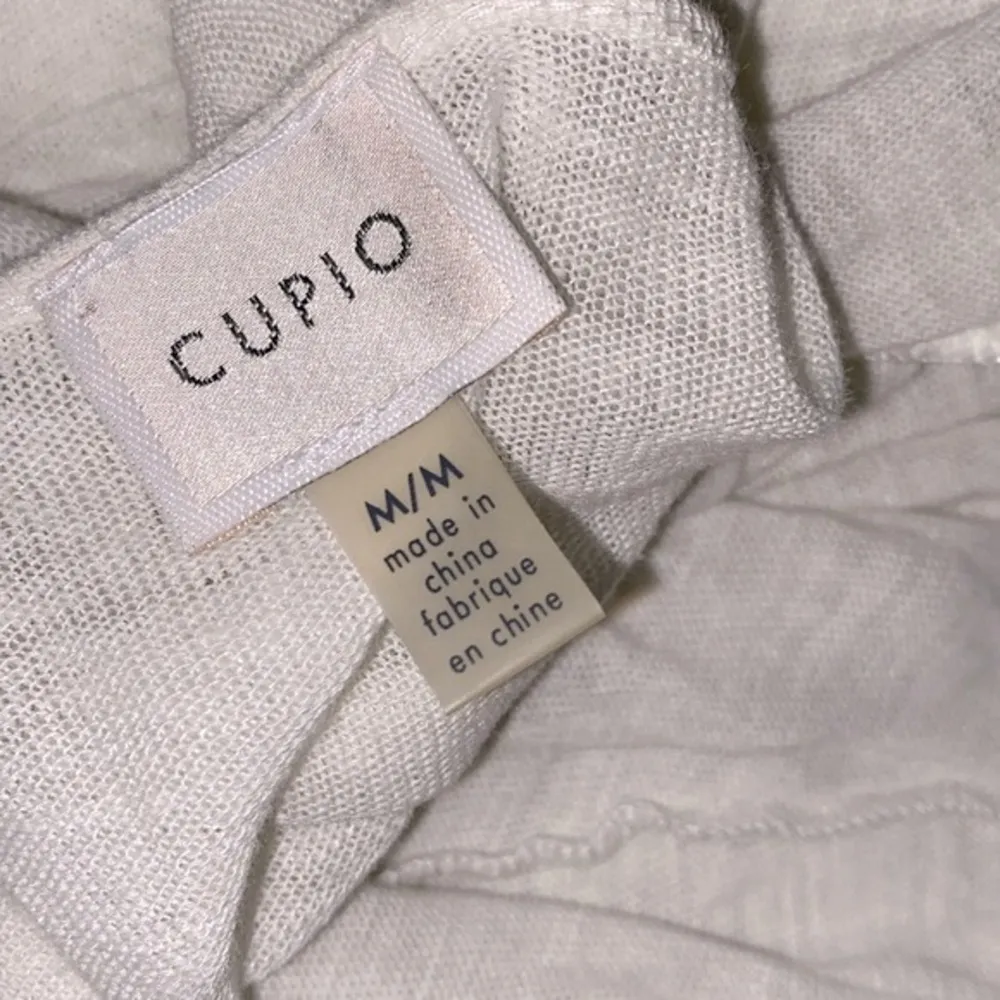 CUPIO
M/M
made in
china
fabrique
en chine